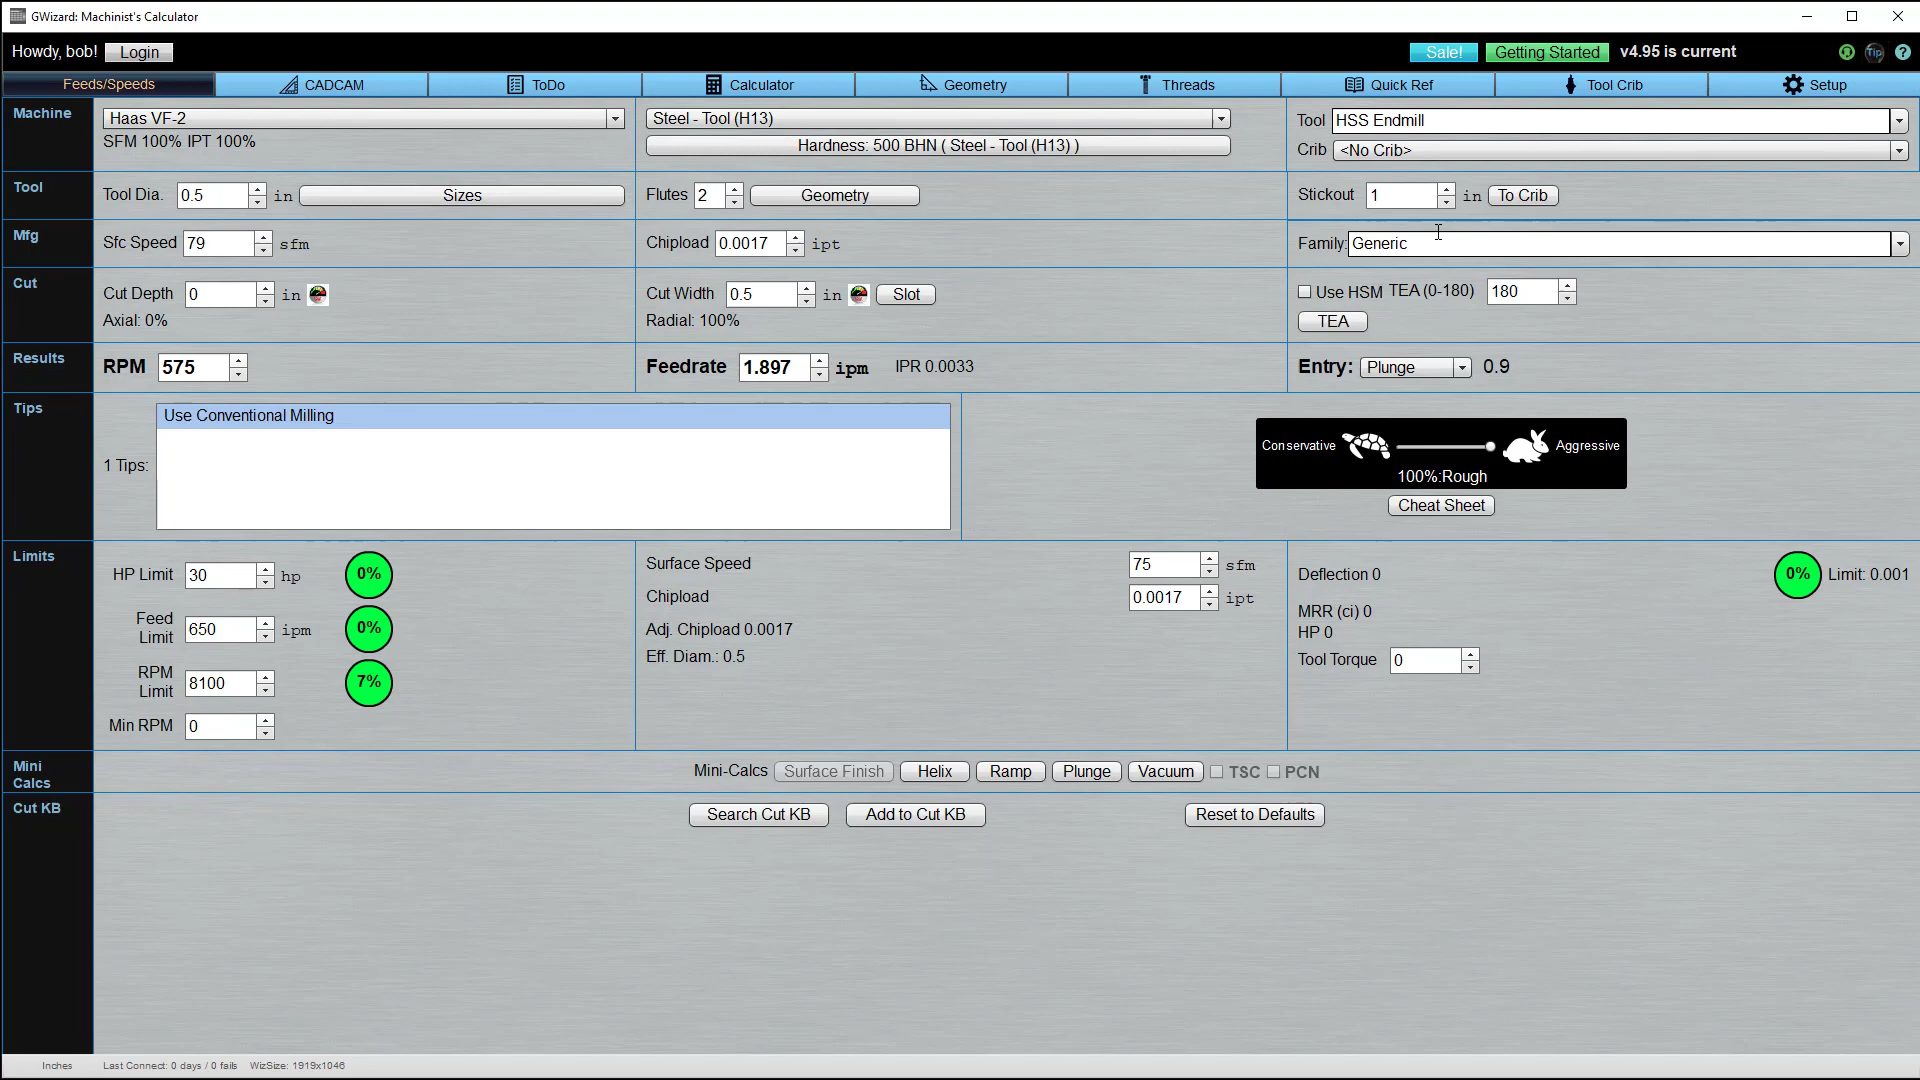 GWizard: Machinist's Calculator
Howdy, bob! Login Sale! Getting Started v4.95 is current Tip ?
Feeds/Speeds CADCAM ToDo Calculator Geometry Threads Quick Ref Tool Crib Setup
Machine Haas VF-2 Steel - Tool (H13) Tool HSS Endmill
SFM 100% IPT 100% Hardness: 500 BHN ( Steel - Tool (H13) ) Crib <No Crib>
Tool Tool Dia. 0.5 in Sizes Flutes 2 Geometry Stickout 1 in To Crib
Mfg Sfc Speed 79 sfm Chipload 0.0017 ipt Family: Generic
Cut Cut Depth 0 in Cut Width 0.5 in Slot Use HSM TEA (0-180) 180
Axial: 0% Radial: 100% TEA
Results RPM 575 Feedrate 1.897 ipm IPR 0.0033 Entry: Plunge 0.9
Tips Use Conventional Milling
1 Tips: Conservative Aggressive
100%:Rough
Cheat Sheet
Limits HP Limit 30 hp 0% Surface Speed 75 sfm Deflection 0 0% Limit: 0.001
Feed Limit 650 ipm 0% Chipload 0.0017 ipt MRR (ci) 0
Adj. Chipload 0.0017 HP 0
RPM Limit 8100 7% Eff. Diam.: 0.5 Tool Torque 0
Min RPM 0
Mini Calcs Mini-Calcs Surface Finish Helix Ramp Plunge Vacuum TSC PCN
Cut KB Search Cut KB Add to Cut KB Reset to Defaults
Inches Last Connect: 0 days / 0 fails WizSize: 1919x1046